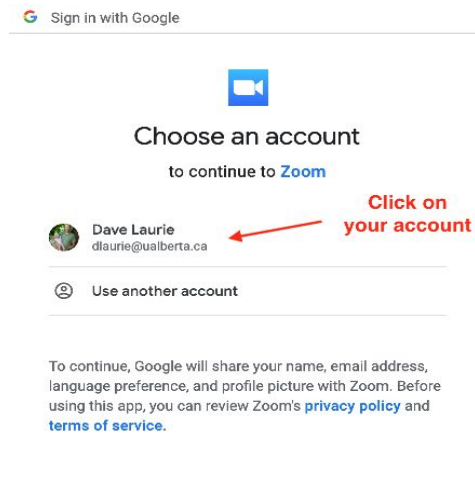 Sign in with Google
Choose an account
to continue to Zoom
Click on
your account
Dave Laurie
dlaurie@ualberta.ca
Use another account
To continue, Google will share your name, email address,
language preference, and profile picture with Zoom. Before
using this app, you can review Zoom's privacy policy and
terms of service.